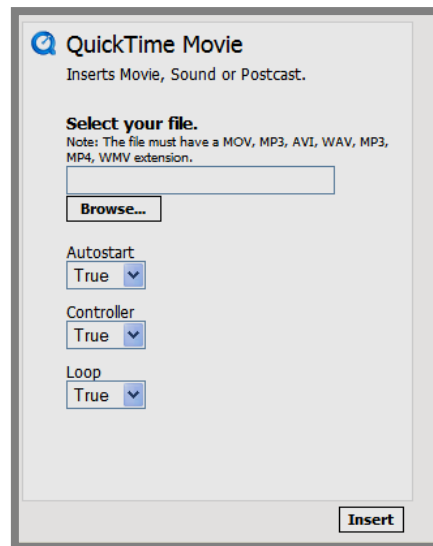 QuickTime Movie
Inserts Movie, Sound or Postcast.
Select your file.
Note: The file must have a MOV, MP3, AVI, WAV, MP3,
MP4, WMV extension.
Browse...
Autostart
True
Controller
True
Loop
True
Insert